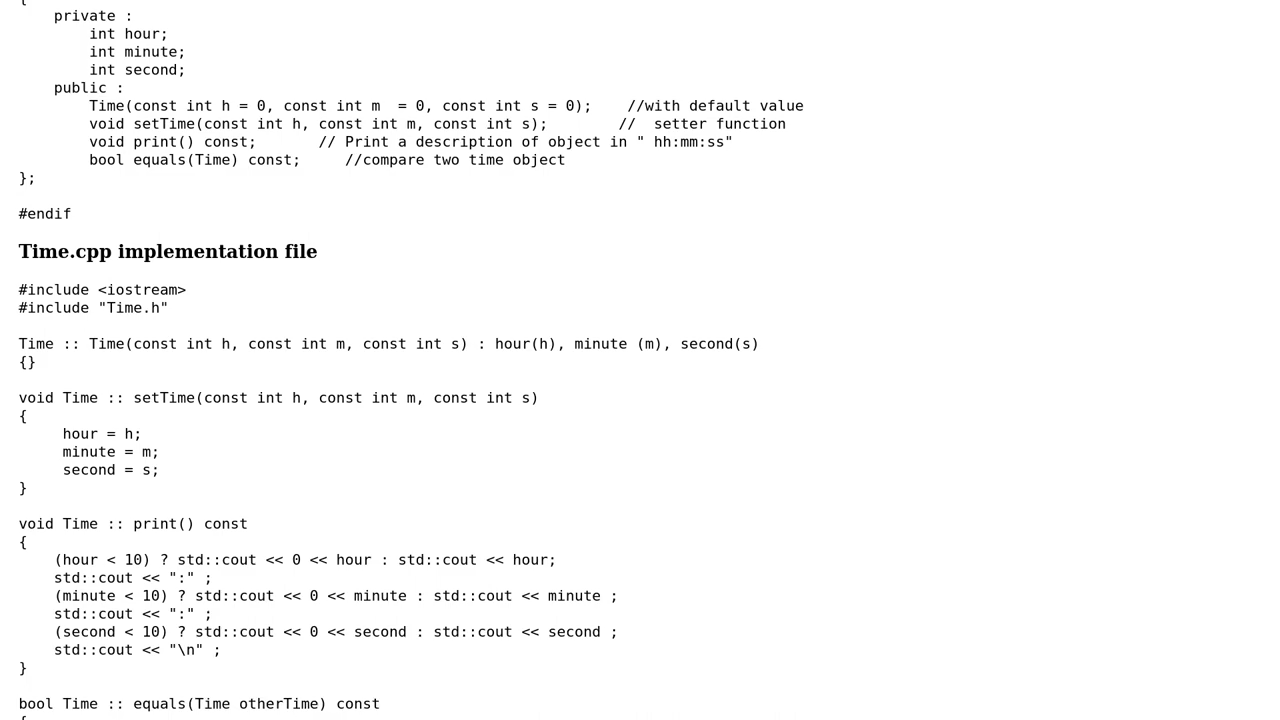 {
    private :
        int hour;
        int minute;
        int second;
    public :
        Time(const int h = 0, const int m  = 0, const int s = 0);    //with default value
        void setTime(const int h, const int m, const int s);        //  setter function
        void print() const;       // Print a description of object in " hh:mm:ss"
        bool equals(Time) const;     //compare two time object
};

#endif
Time.cpp implementation file
#include <iostream>
#include "Time.h"

Time :: Time(const int h, const int m, const int s) : hour(h), minute (m), second(s)
{}

void Time :: setTime(const int h, const int m, const int s)
{
     hour = h;
     minute = m;
     second = s;
}

void Time :: print() const
{
    (hour < 10) ? std::cout << 0 << hour : std::cout << hour;
    std::cout << ":" ;
    (minute < 10) ? std::cout << 0 << minute : std::cout << minute ;
    std::cout << ":" ;
    (second < 10) ? std::cout << 0 << second : std::cout << second ;
    std::cout << "\n" ;
}

bool Time :: equals(Time otherTime) const
{